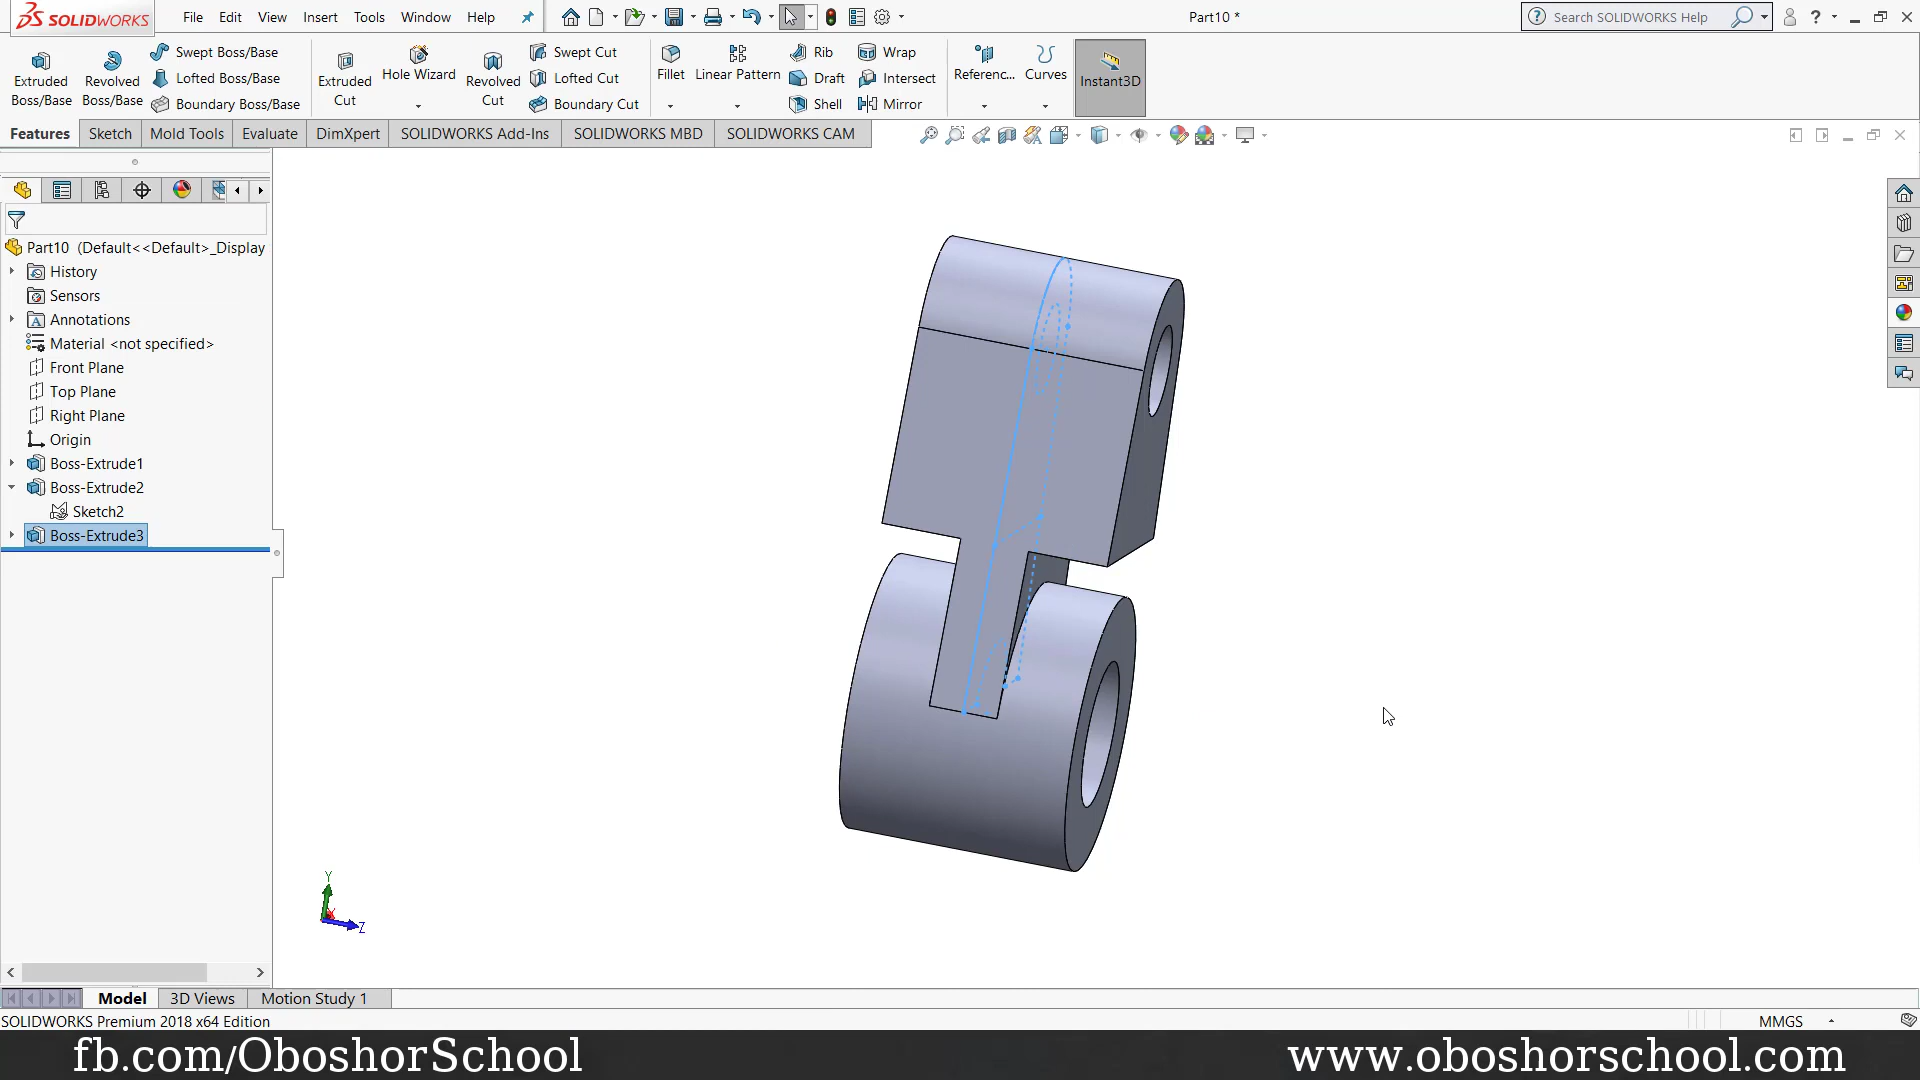 SOLIDWORKS
File Edit View Insert Tools Window Help
Part10 *
Search SOLIDWORKS Help
Extruded Boss/Base
Revolved Boss/Base
Swept Boss/Base
Lofted Boss/Base
Boundary Boss/Base
Extruded Cut
Hole Wizard
Revolved Cut
Swept Cut
Lofted Cut
Boundary Cut
Fillet
Linear Pattern
Rib
Draft
Shell
Wrap
Intersect
Mirror
Referenc...
Curves
Instant3D
Features Sketch Mold Tools Evaluate DimXpert SOLIDWORKS Add-Ins SOLIDWORKS MBD SOLIDWORKS CAM
Part10 (Default<<Default>_Display
History
Sensors
Annotations
Material <not specified>
Front Plane
Top Plane
Right Plane
Origin
Boss-Extrude1
Boss-Extrude2
Sketch2
Boss-Extrude3
Y
X
Z
Model 3D Views Motion Study 1
SOLIDWORKS Premium 2018 x64 Edition
MMGS
fb.com/OboshorSchool
www.oboshorschool.com